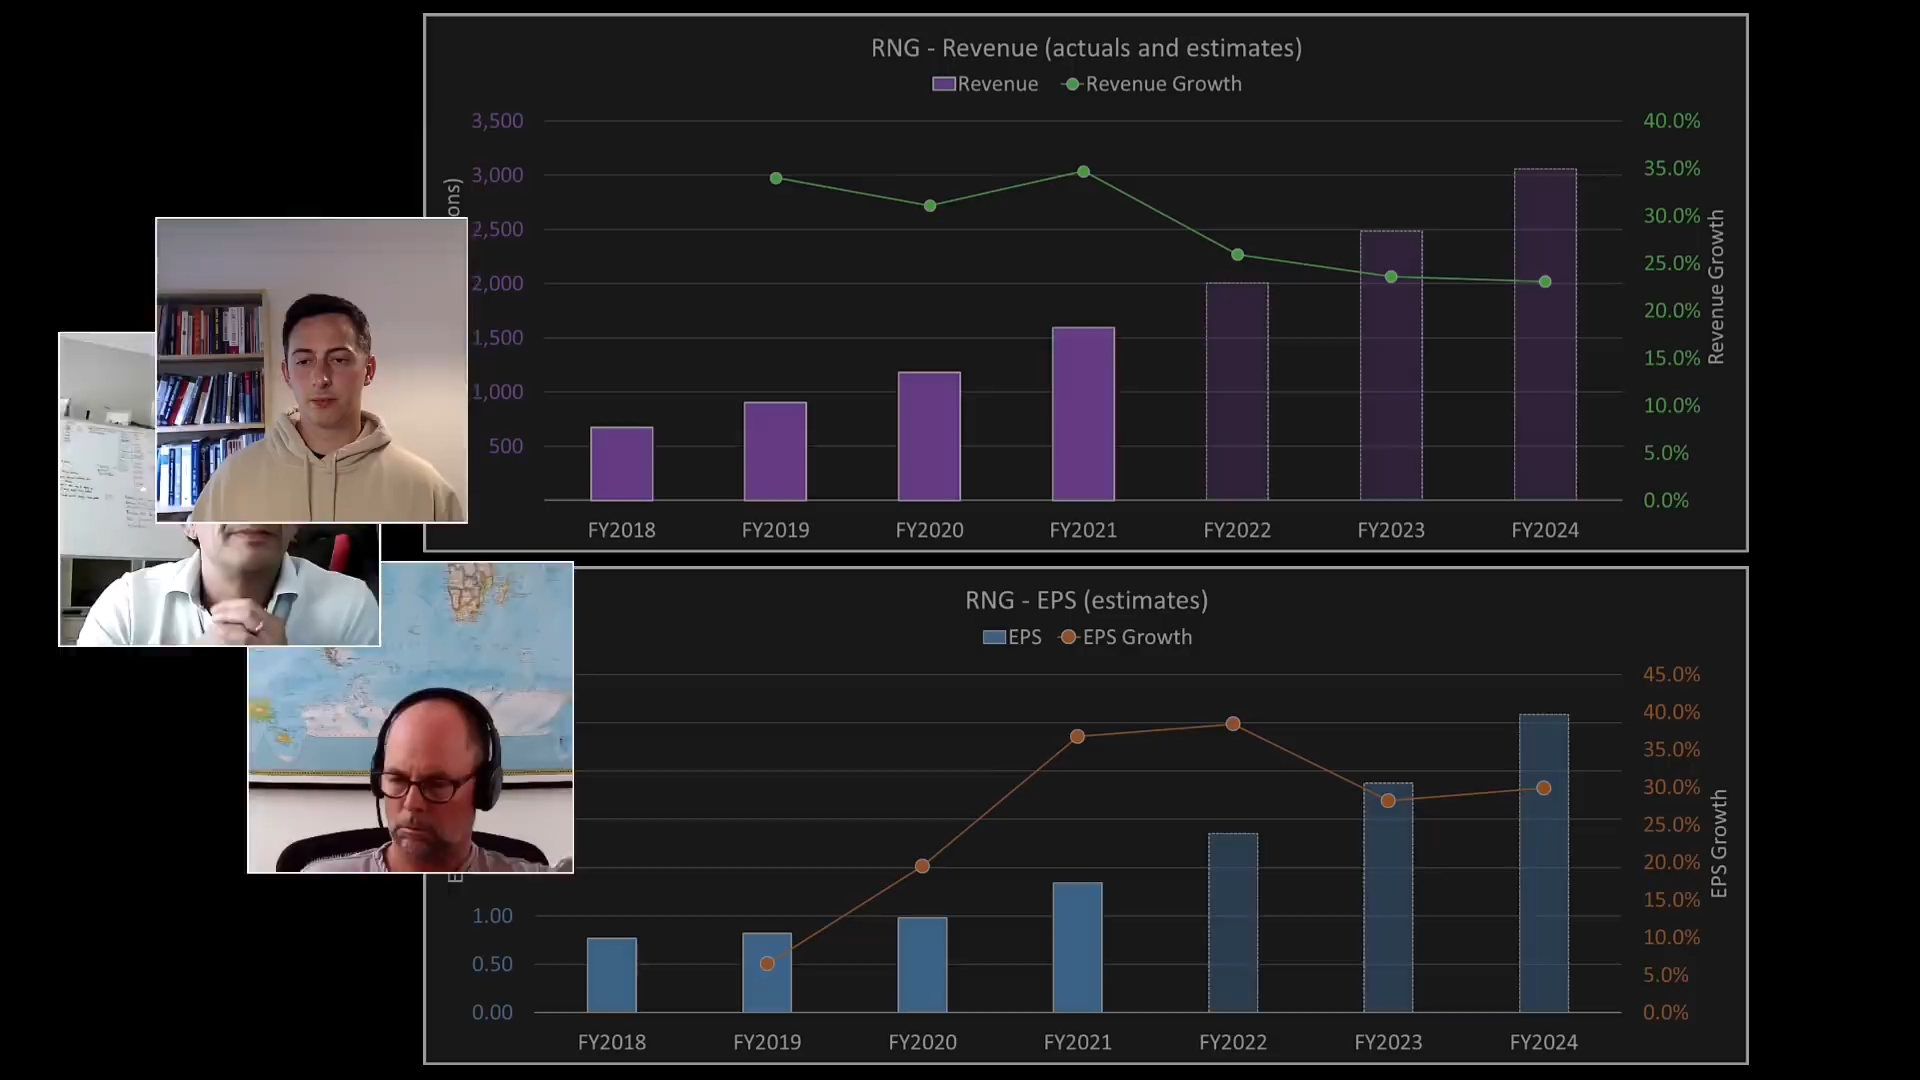 RNG - Revenue (actuals and estimates)
Revenue Revenue Growth
3,500 40.0%
3,000 35.0%
30.0%
2,500
25.0%
2,000
20.0%
1,500
15.0%
1,000
10.0%
500
5.0%
0.0%
ons)
Revenue Growth
FY2018 FY2019 FY2020 FY2021 FY2022 FY2023 FY2024
RNG - EPS (estimates)
EPS EPS Growth
45.0%
40.0%
35.0%
30.0%
25.0%
20.0%
15.0%
1.00
10.0%
0.50
5.0%
0.00 0.0%
EPS Growth
FY2018 FY2019 FY2020 FY2021 FY2022 FY2023 FY2024